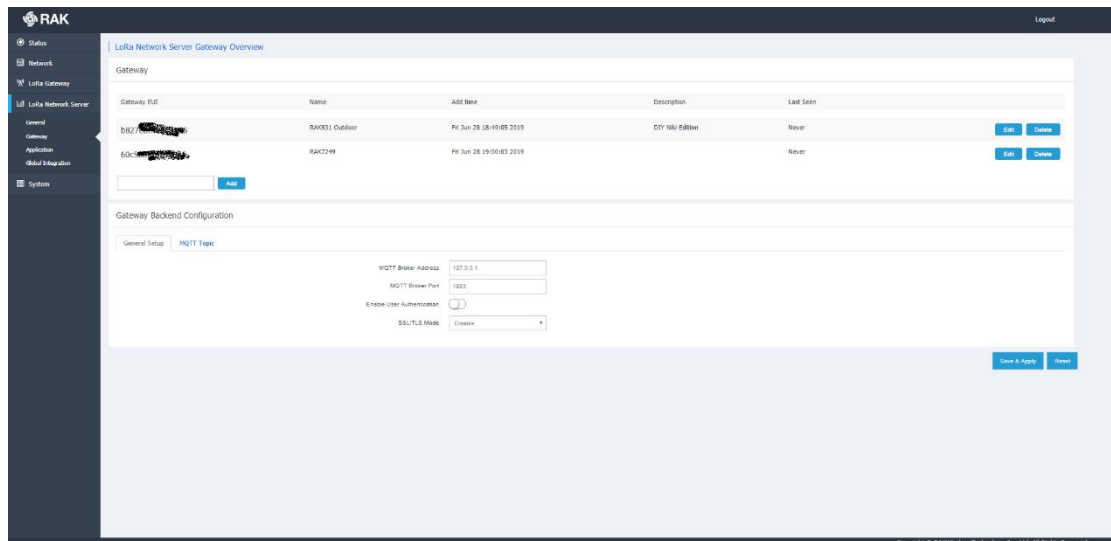 RAK
Logout
Status
Network
LoRa Gateway
LoRa Network Server
General
Gateway
Application
Global Integration
System
LoRa Network Server Gateway Overview
Gateway
Gateway EUI Name Add time Description Last Seen
b827 RAK831 Outdoor Fri Jun 28 18:49:05 2019 DIY Niki Edition Never Edit Delete
60c5 RAK7249 Fri Jun 28 19:00:03 2019 Never Edit Delete
Add
Gateway Backend Configuration
General Setup MQTT Topic
MQTT Broker Address 127.0.0.1
MQTT Broker Port 1883
Enable User Authentication
SSL/TLS Mode Disable
Save & Apply Reset